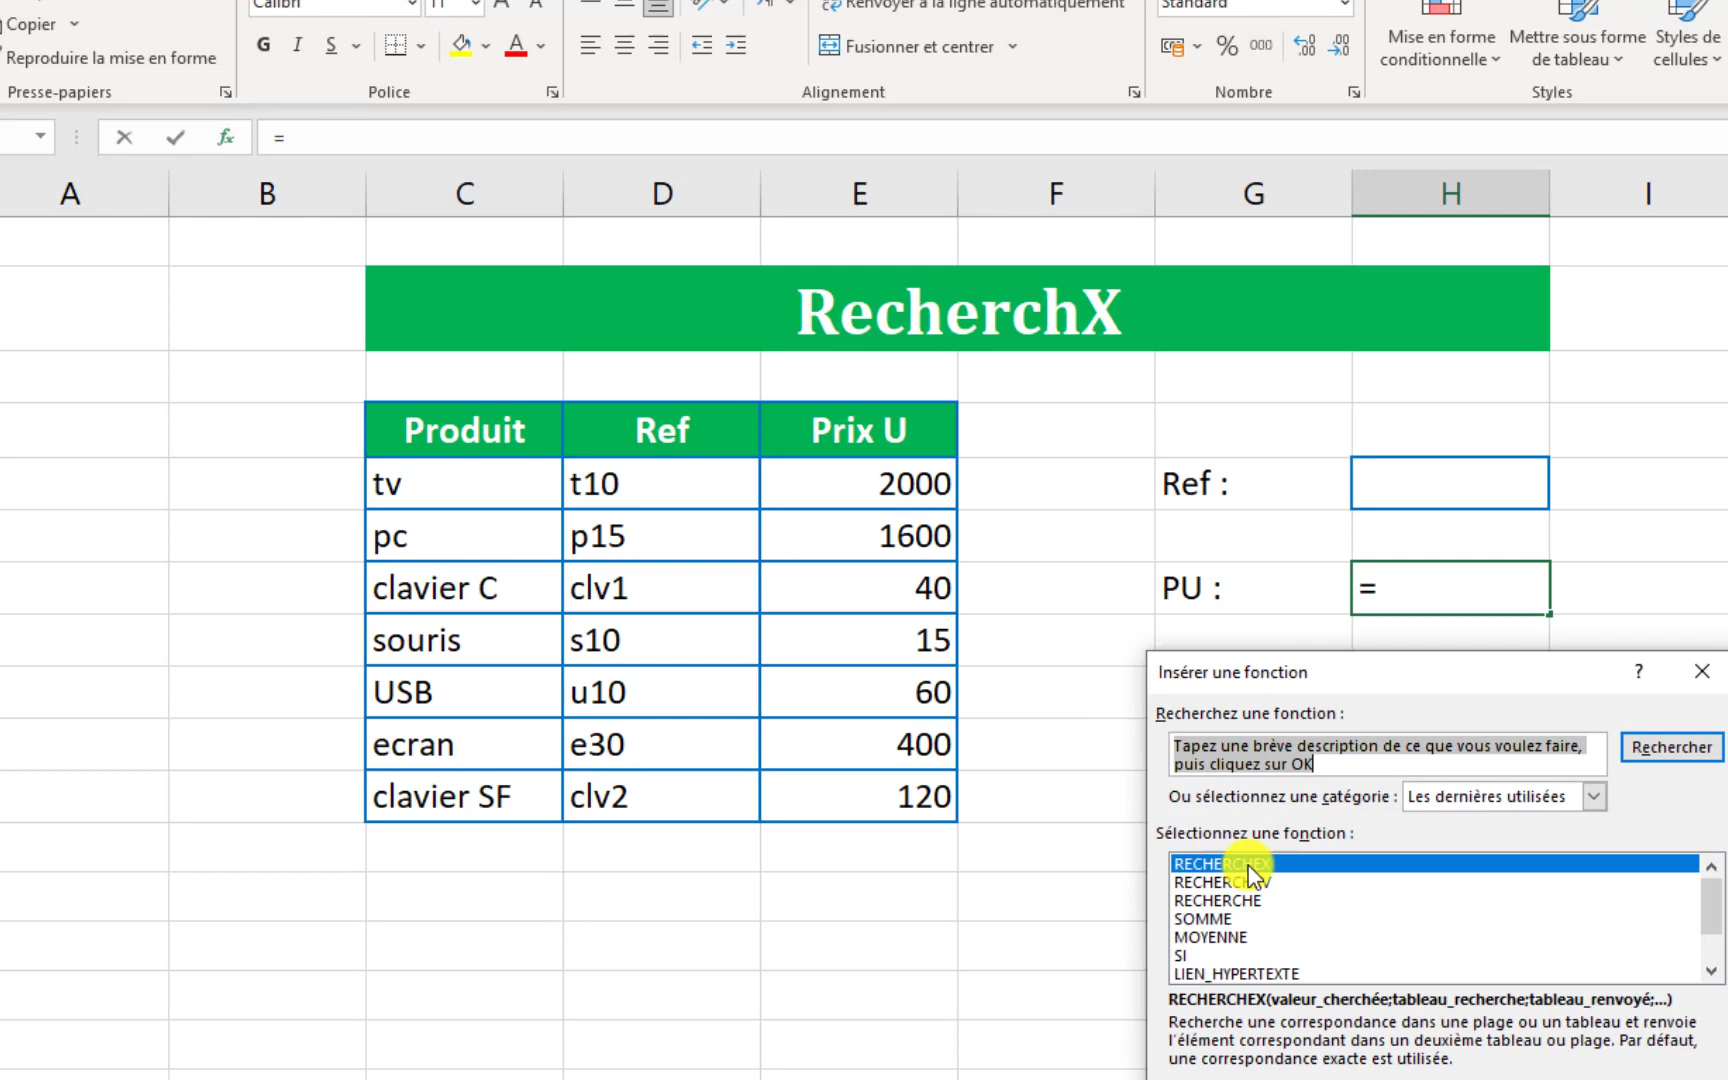 Copier
Calibri 11
Renvoyer à la ligne automatiquement
Standard
Reproduire la mise en forme
G I S A
Fusionner et centrer
% 000
Mise en forme conditionnelle
Mettre sous forme de tableau
Styles de cellules
Presse-papiers Police Alignement Nombre Styles
fx =
A B C D E F G H I
RecherchX
Produit Ref Prix U
tv t10 2000 Ref :
pc p15 1600
clavier C clv1 40 PU : =
souris s10 15
USB u10 60
ecran e30 400
clavier SF clv2 120
Insérer une fonction ?
Recherchez une fonction :
Tapez une brève description de ce que vous voulez faire,
puis cliquez sur OK
Rechercher
Ou sélectionnez une catégorie : Les dernières utilisées
Sélectionnez une fonction :
RECHERCHEX
RECHERCHEV
RECHERCHE
SOMME
MOYENNE
SI
LIEN_HYPERTEXTE
RECHERCHEX(valeur_cherchée;tableau_recherche;tableau_renvoyé;...)
Recherche une correspondance dans une plage ou un tableau et renvoie
l'élément correspondant dans un deuxième tableau ou plage. Par défaut,
une correspondance exacte est utilisée.